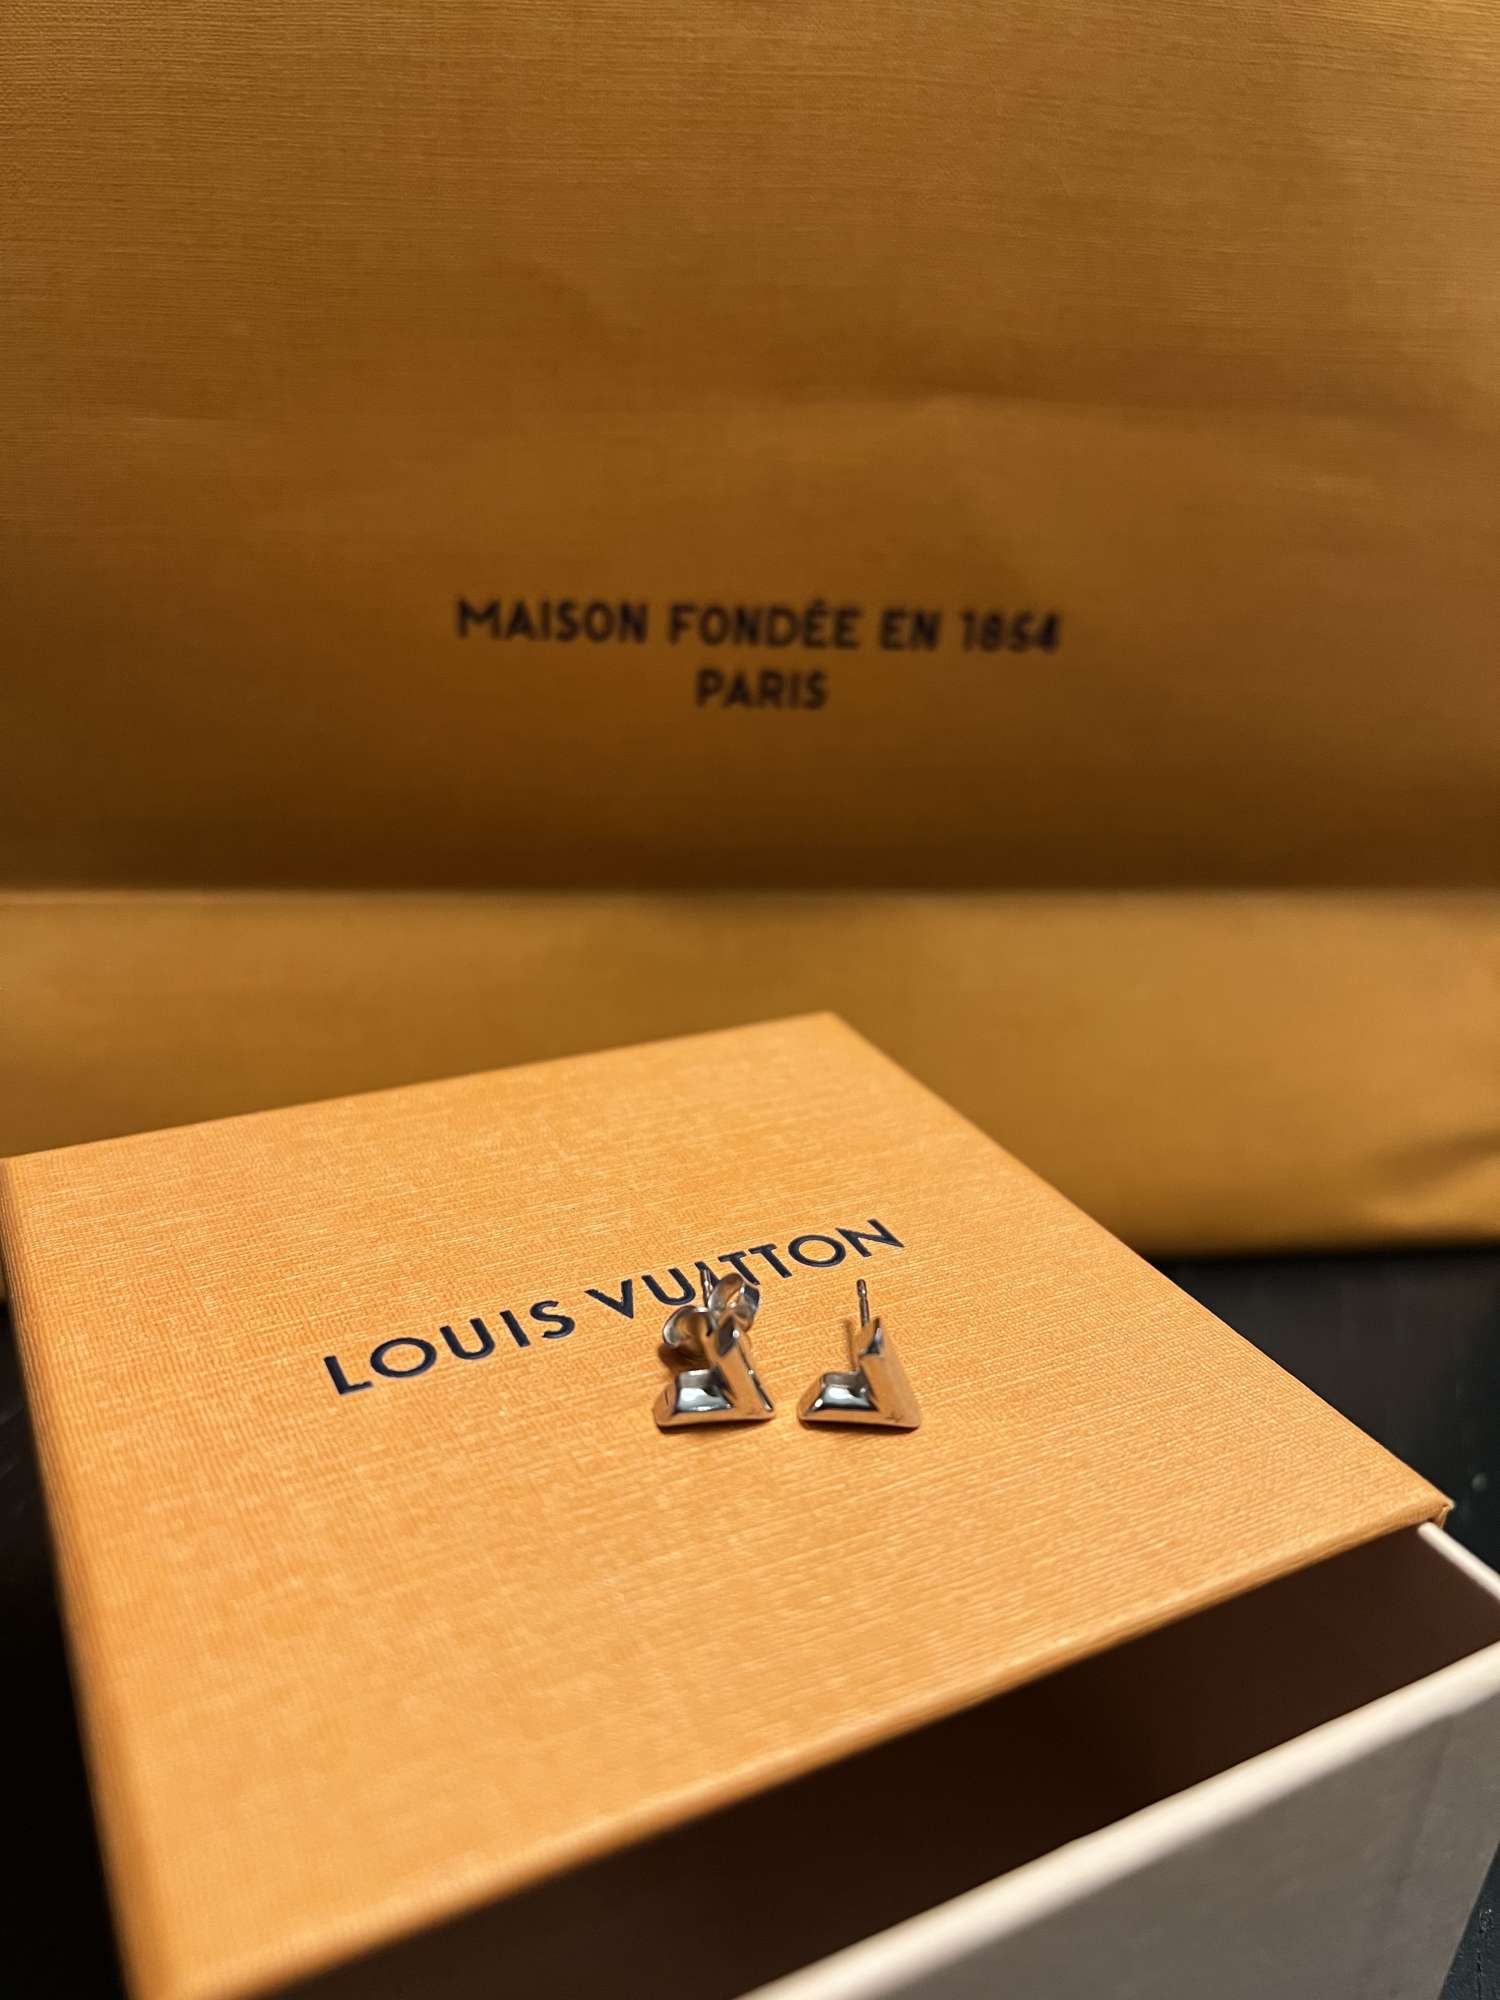 MAISON FONDÉE EN 1854
PARIS
LOUIS VUITTON